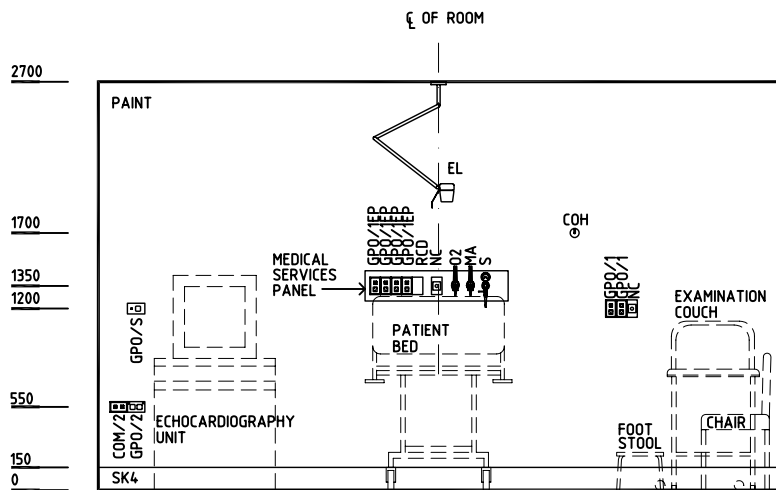 ℄ OF ROOM
2700
PAINT
EL
1700
COH
GPO/1EP
GPO/1EP
GPO/1EP
GPO/1EP
RCD
NC
O2
MA
S
MEDICAL
SERVICES
PANEL
1350
1200
GPO/S
GPO/1
GPO/1
NC
EXAMINATION
COUCH
PATIENT
BED
550
COM/2
GPO/2
ECHOCARDIOGRAPHY
UNIT
FOOT
STOOL
CHAIR
150
SK4
0